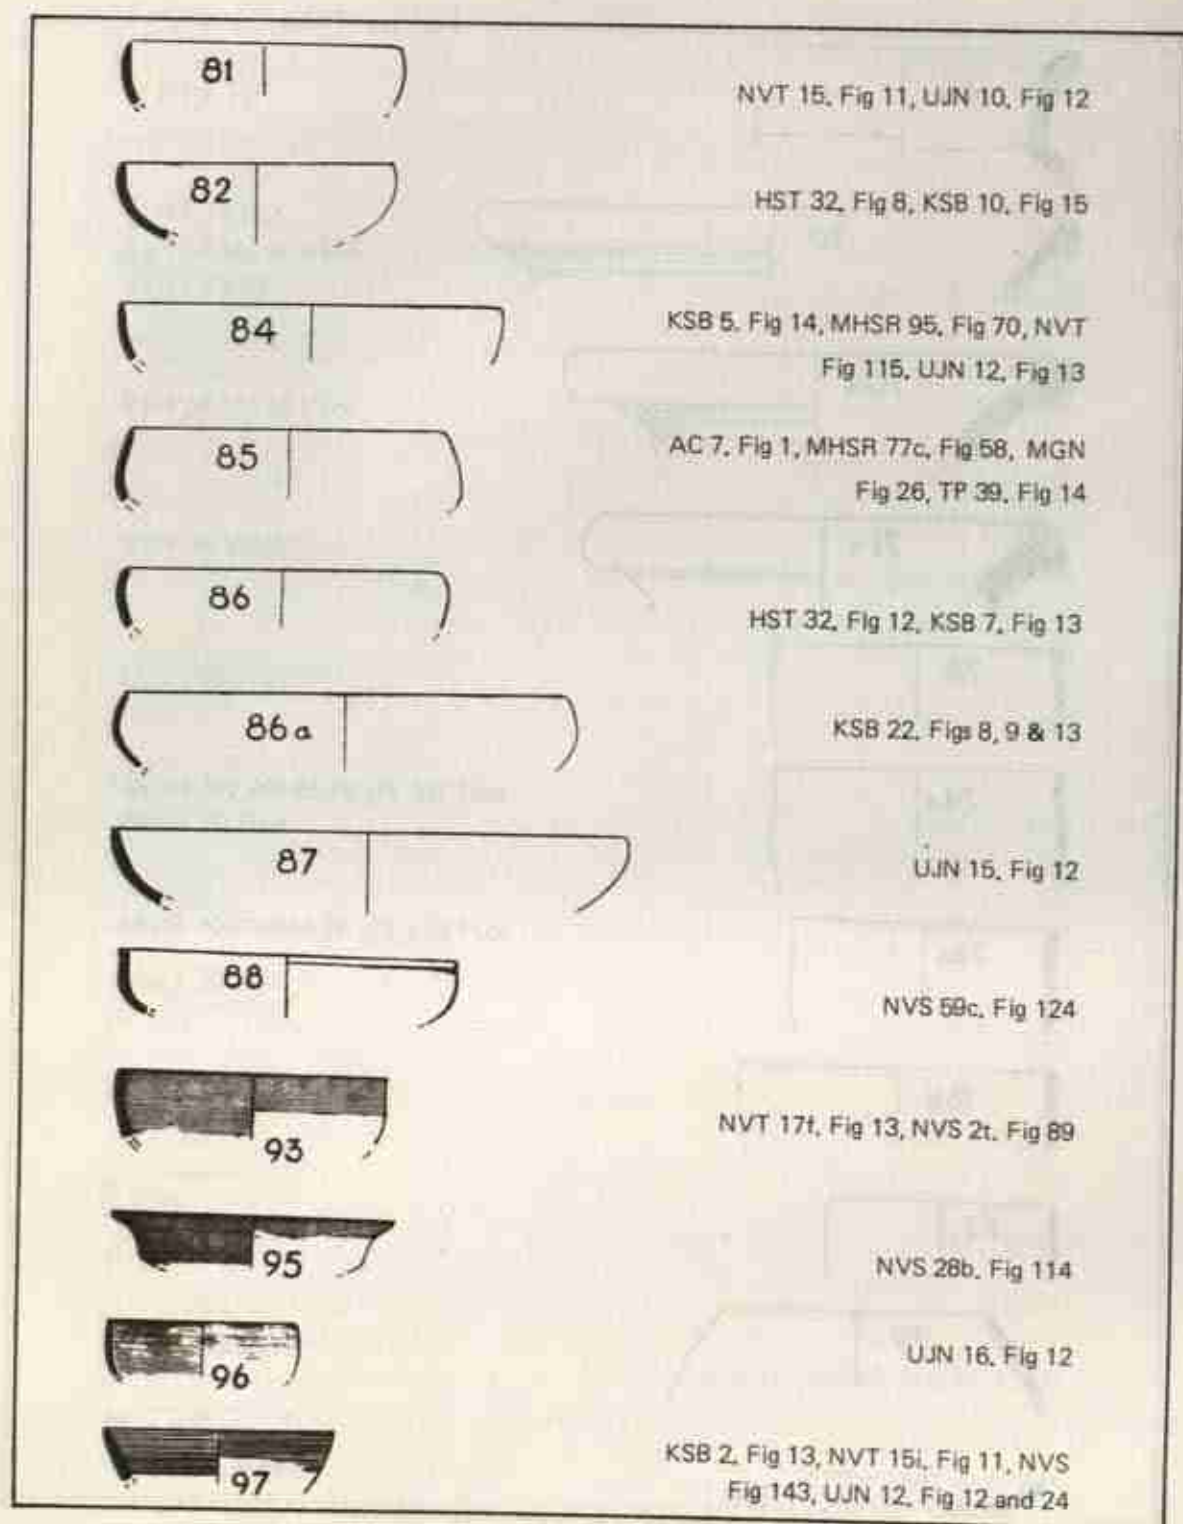 81
NVT 15, Fig 11, UJN 10, Fig 12
82
HST 32, Fig 8, KSB 10, Fig 15
84
KSB 5, Fig 14, MHSR 95, Fig 70, NVT
Fig 115, UJN 12, Fig 13
85
AC 7, Fig 1, MHSR 77c, Fig 58, MGN
Fig 26, TP 39, Fig 14
86
HST 32, Fig 12, KSB 7, Fig 13
86a
KSB 22, Figs 8, 9 & 13
87
UJN 15, Fig 12
88
NVS 59c, Fig 124
93
NVT 17f, Fig 13, NVS 2t, Fig 89
95
NVS 28b, Fig 114
96
UJN 16, Fig 12
97
KSB 2, Fig 13, NVT 15i, Fig 11, NVS
Fig 143, UJN 12, Fig 12 and 24